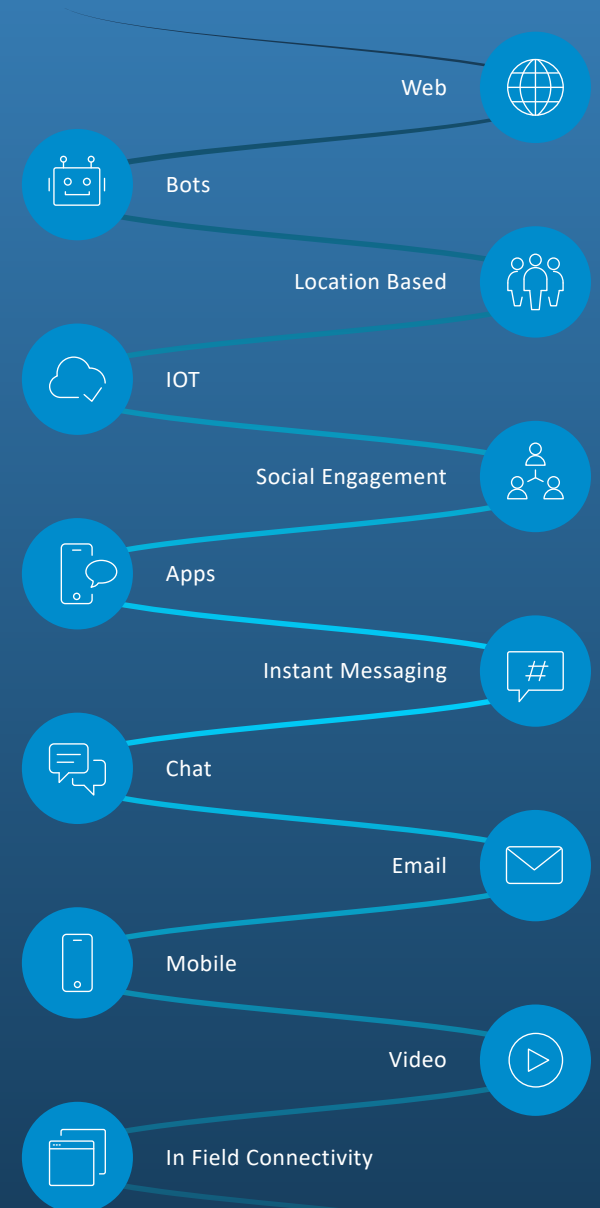 Web
Bots
Location Based
IOT
Social Engagement
Apps
Instant Messaging
#
Chat
Email
Mobile
Video
In Field Connectivity